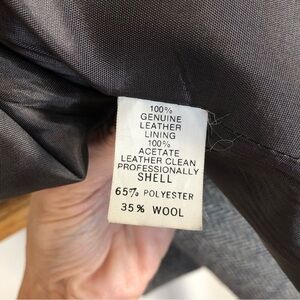 100%
GENUINE
LEATHER
LINING
100%
ACETATE
LEATHER CLEAN
PROFESSIONALLY
SHELL
65% POLYESTER
35% WOOL